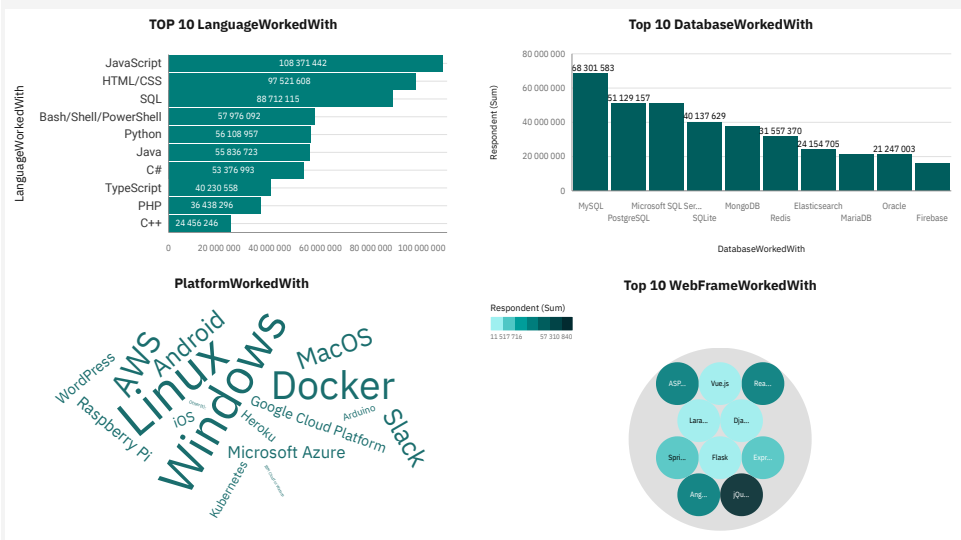 TOP 10 LanguageWorkedWith
LanguageWorkedWith
JavaScript 108 371 442
HTML/CSS 97 521 608
SQL 88 712 115
Bash/Shell/PowerShell 57 976 092
Python 56 108 957
Java 55 836 723
C# 53 376 993
TypeScript 40 230 558
PHP 36 438 296
C++ 24 456 246
0 20 000 000 40 000 000 60 000 000 80 000 000 100 000 000
Top 10 DatabaseWorkedWith
Respondent (Sum)
80 000 000
60 000 000
40 000 000
20 000 000
0
68 301 583
51 129 157
40 137 629
31 557 370
24 154 705
21 247 003
MySQL Microsoft SQL Ser... MongoDB Elasticsearch Oracle
PostgreSQL SQLite Redis MariaDB Firebase
DatabaseWorkedWith
PlatformWorkedWith
WordPress
AWS
Android
Linux
Windows
MacOS
Docker
Raspberry Pi
iOS
Heroku
Google Cloud Platform
Arduino
Slack
Microsoft Azure
Kubernetes
Top 10 WebFrameWorkedWith
Respondent (Sum)
11 517 716 57 310 840
ASP... Vue.js Rea...
Lara... Dja...
Spri... Flask Expr...
Ang... jQu...